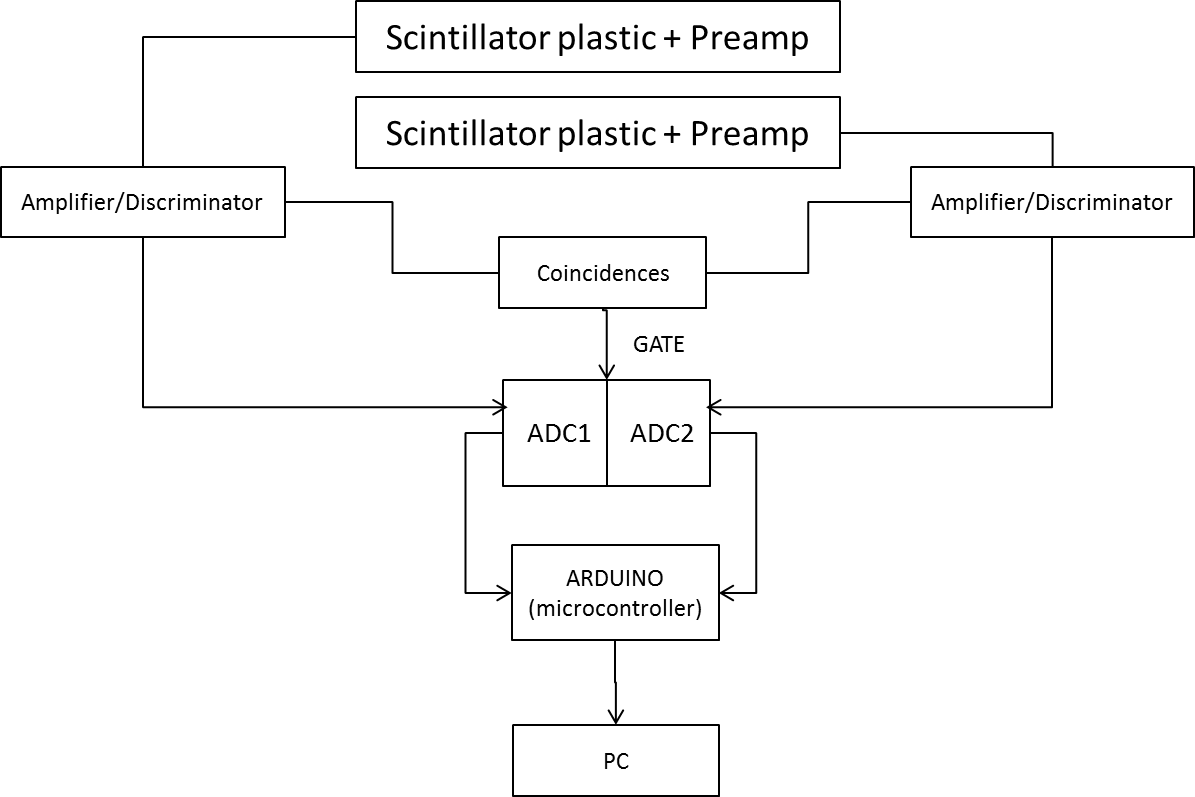 Scintillator plastic + Preamp
Scintillator plastic + Preamp
Amplifier/Discriminator
Amplifier/Discriminator
Coincidences
GATE
ADC1
ADC2
ARDUINO
(microcontroller)
PC